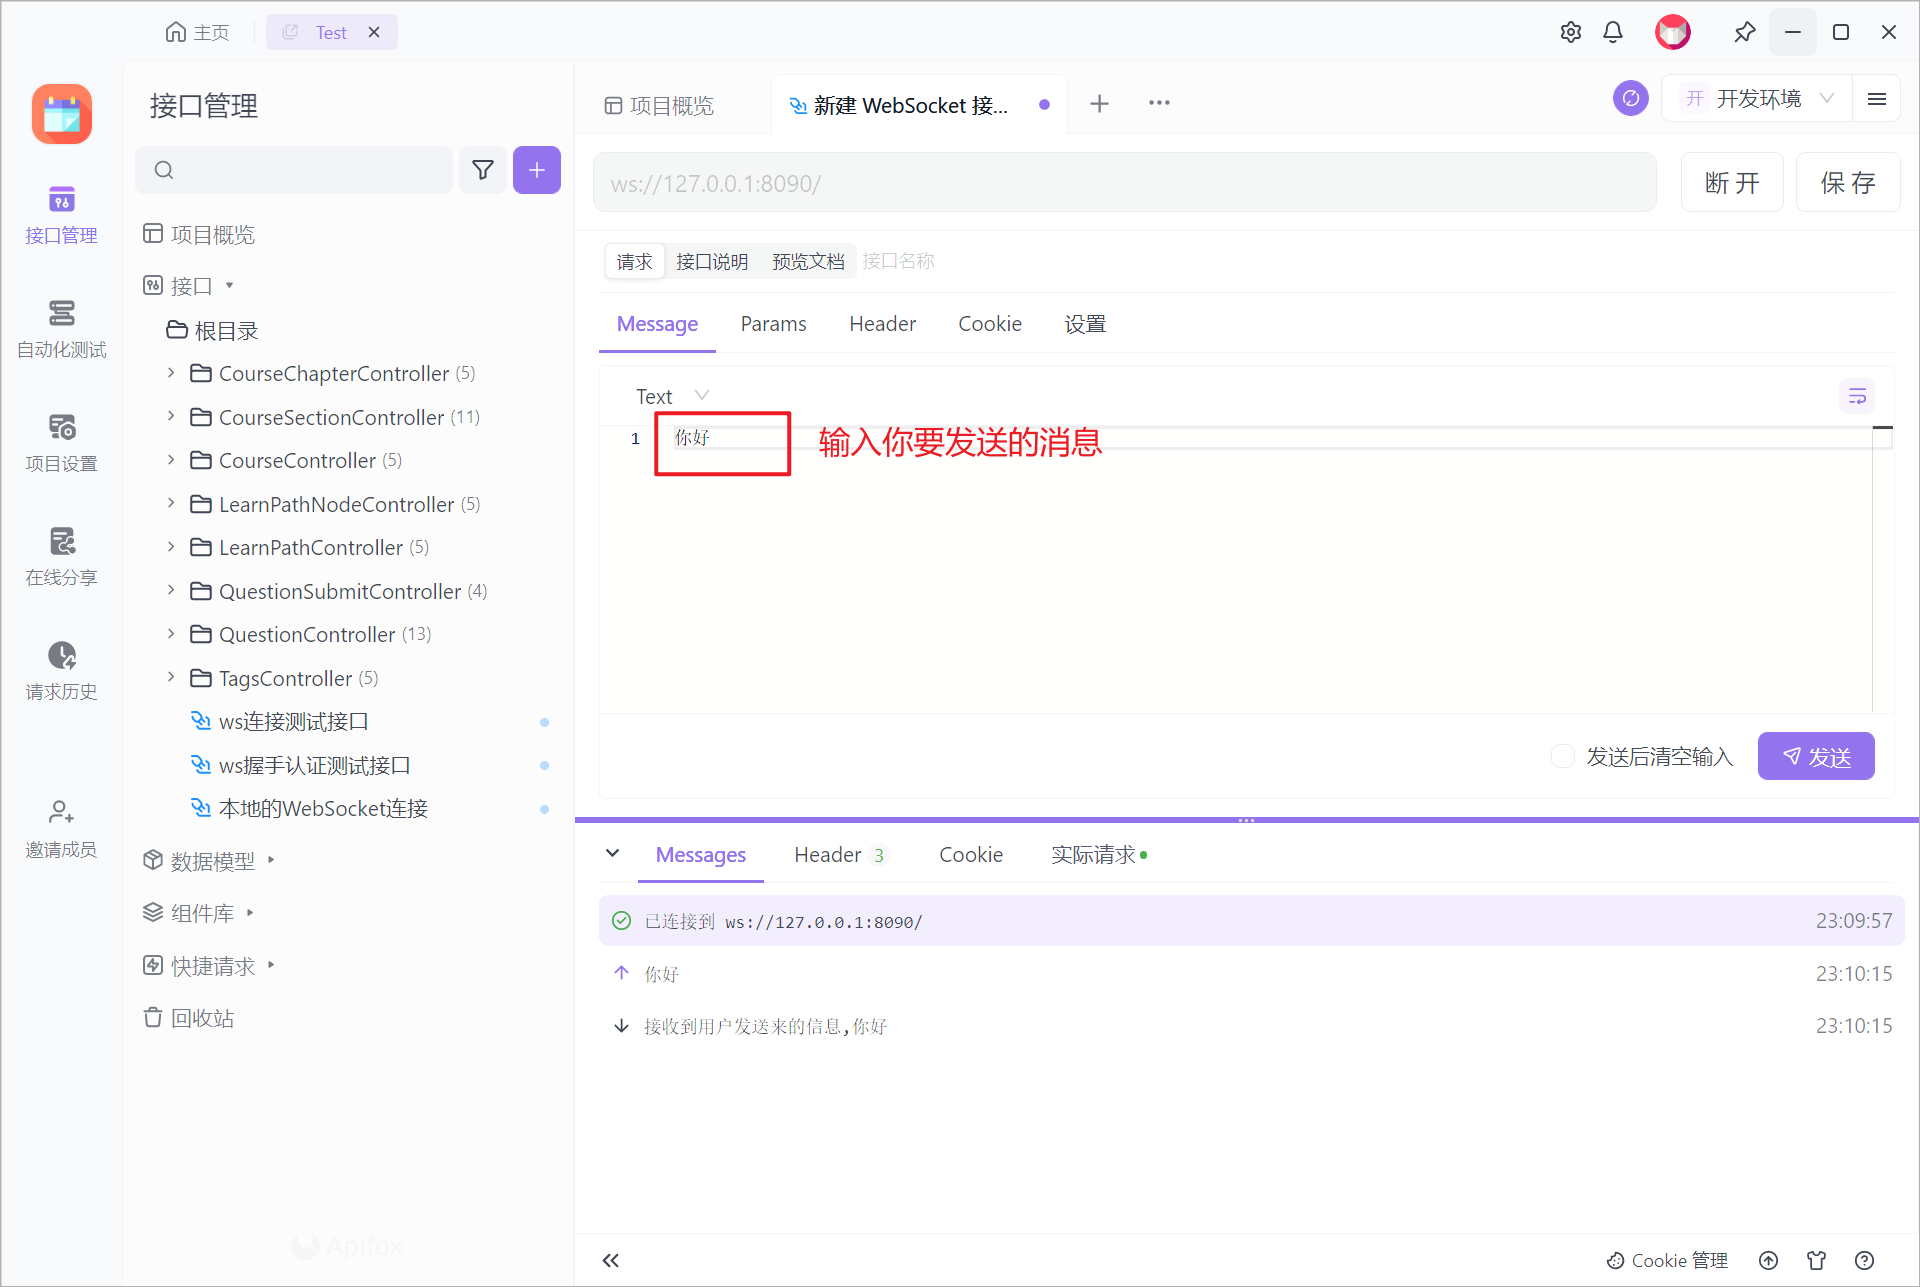 主页
Test
接口管理
自动化测试
项目设置
在线分享
请求历史
邀请成员
接口管理
项目概览
接口
根目录
CourseChapterController (5)
CourseSectionController (11)
CourseController (5)
LearnPathNodeController (5)
LearnPathController (5)
QuestionSubmitController (4)
QuestionController (13)
TagsController (5)
ws连接测试接口
ws握手认证测试接口
本地的WebSocket连接
数据模型
组件库
快捷请求
回收站
Apifox
项目概览
新建 WebSocket 接...
开 开发环境
ws://127.0.0.1:8090/
断 开
保 存
请求 接口说明 预览文档 接口名称
Message Params Header Cookie 设置
Text
1 你好
输入你要发送的消息
发送后清空输入
发送
Messages Header 3 Cookie 实际请求
已连接到 ws://127.0.0.1:8090/ 23:09:57
你好 23:10:15
接收到用户发送来的信息,你好 23:10:15
Cookie 管理